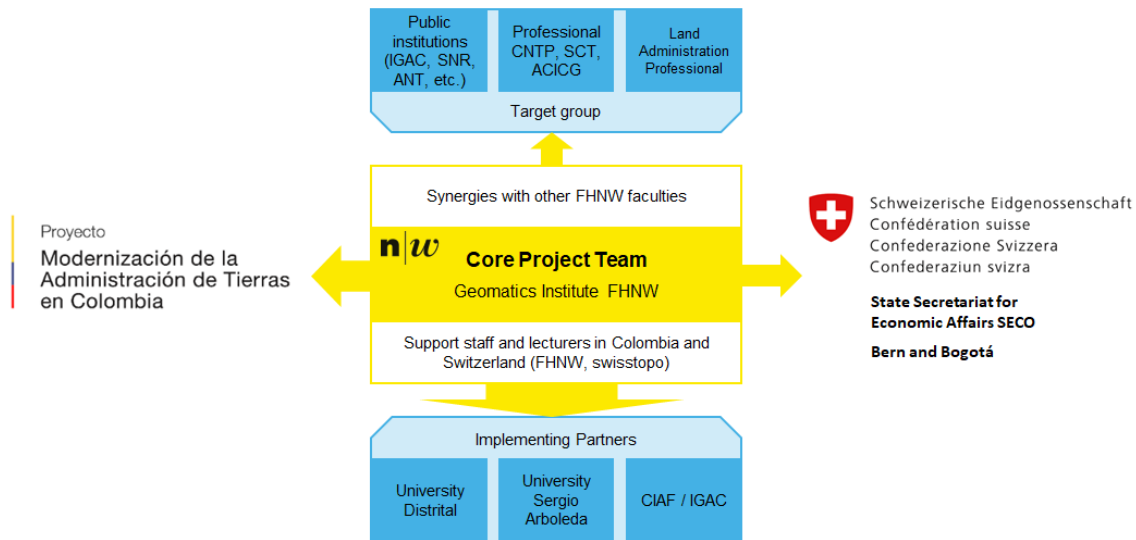 Public
institutions
(IGAC, SNR,
ANT, etc.)
Professional
CNTP, SCT,
ACICG
Land
Administration
Professional
Target group
Synergies with other FHNW faculties
n|w
Core Project Team
Geomatics Institute FHNW
Support staff and lecturers in Colombia and
Switzerland (FHNW, swisstopo)
Proyecto
Modernización de la
Administración de Tierras
en Colombia
Schweizerische Eidgenossenschaft
Confédération suisse
Confederazione Svizzera
Confederaziun svizra
State Secretariat for
Economic Affairs SECO
Bern and Bogotá
Implementing Partners
University
Distrital
University
Sergio
Arboleda
CIAF / IGAC